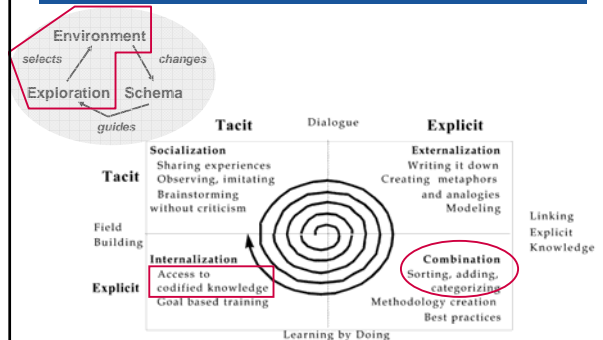 Environment
selects
changes
Exploration Schema
guides
Tacit
Dialogue
Explicit
Tacit
Socialization
Sharing experiences
Observing, imitating
Brainstorming
without criticism
Externalization
Writing it down
Creating metaphors
and analogies
Modeling
Field
Building
Linking
Explicit
Knowledge
Explicit
Internalization
Access to
codified knowledge
Goal based training
Combination
Sorting, adding,
categorizing
Methodology creation
Best practices
Learning by Doing